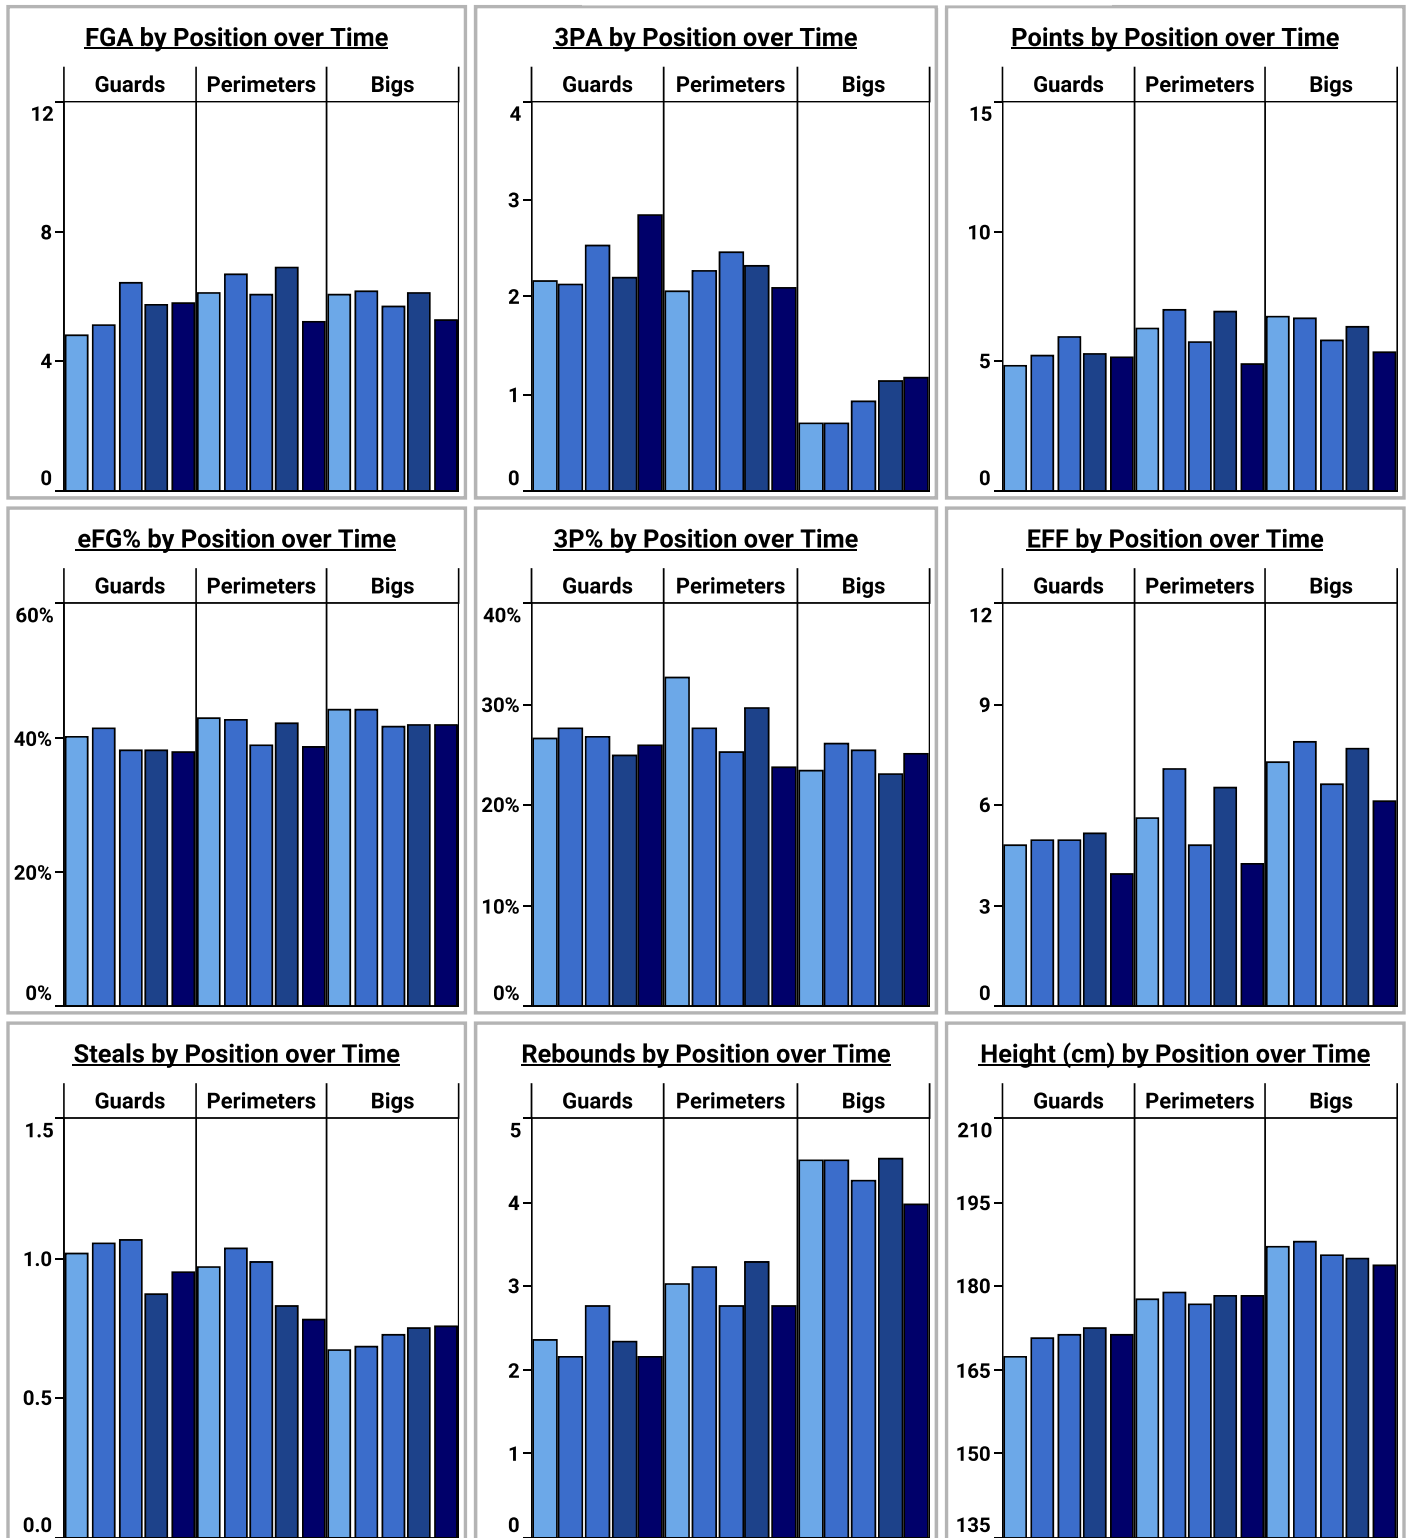 FGA by Position over Time
Guards Perimeters Bigs
12
8
4
0
3PA by Position over Time
Guards Perimeters Bigs
4
3
2
1
0
Points by Position over Time
Guards Perimeters Bigs
15
10
5
0
eFG% by Position over Time
Guards Perimeters Bigs
60%
40%
20%
0%
3P% by Position over Time
Guards Perimeters Bigs
40%
30%
20%
10%
0%
EFF by Position over Time
Guards Perimeters Bigs
12
9
6
3
0
Steals by Position over Time
Guards Perimeters Bigs
1.5
1.0
0.5
0.0
Rebounds by Position over Time
Guards Perimeters Bigs
5
4
3
2
1
0
Height (cm) by Position over Time
Guards Perimeters Bigs
210
195
180
165
150
135